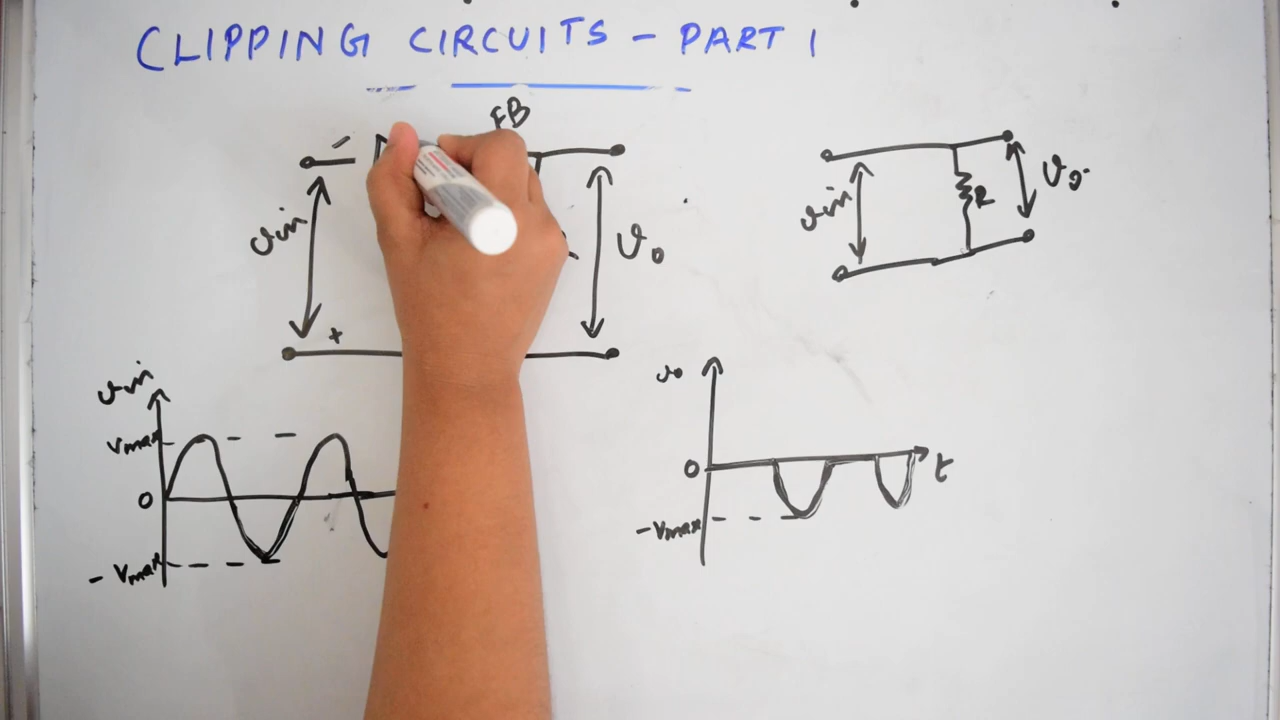 CLIPPING CIRCUITS - PART 1
FB
-
Vin
+
Vo
Vin
R
Vo
Vin
Vmax
0
- Vmax
Vo
0
t
- Vmax